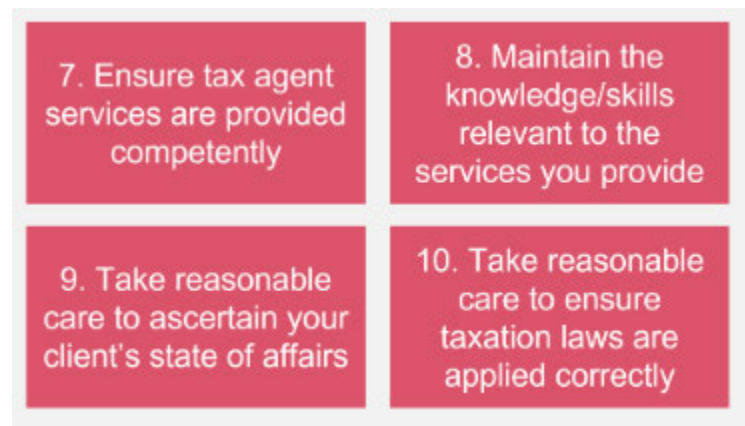 7. Ensure tax agent
services are provided
competently
8. Maintain the
knowledge/skills
relevant to the
services you provide
9. Take reasonable
care to ascertain your
client's state of affairs
10. Take reasonable
care to ensure
taxation laws are
applied correctly